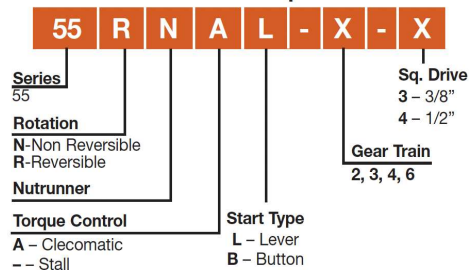 55 R N A L - X - X
Series
55
Rotation
N-Non Reversible
R-Reversible
Nutrunner
Torque Control
A – Clecomatic
– – Stall
Start Type
L – Lever
B – Button
Gear Train
2, 3, 4, 6
Sq. Drive
3 – 3/8”
4 – 1/2”